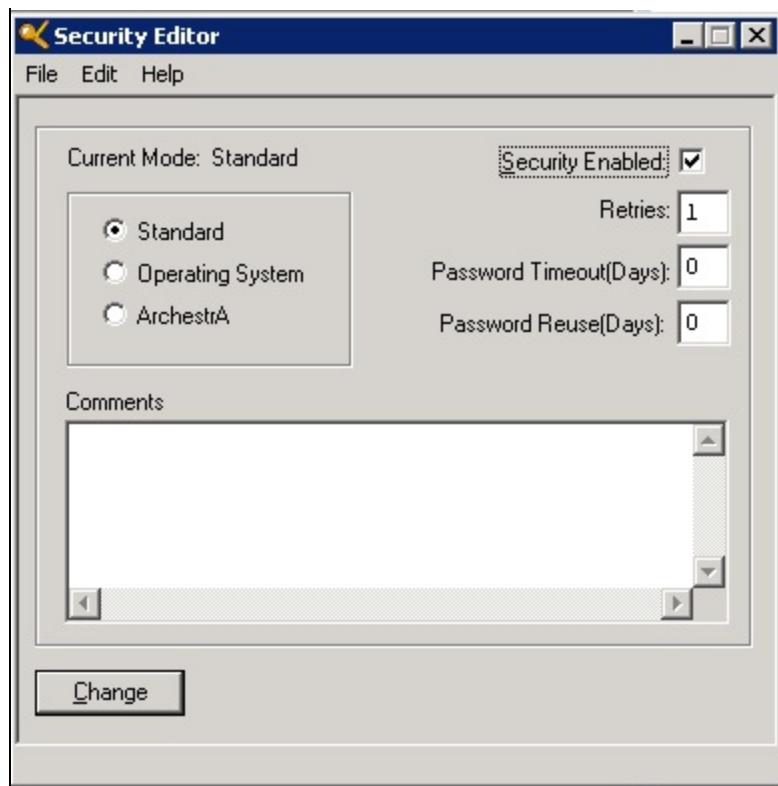 Security Editor
File Edit Help
Current Mode: Standard
Security Enabled:
Retries: 1
Standard
Operating System
Password Timeout(Days): 0
ArchestrA
Password Reuse(Days): 0
Comments
Change